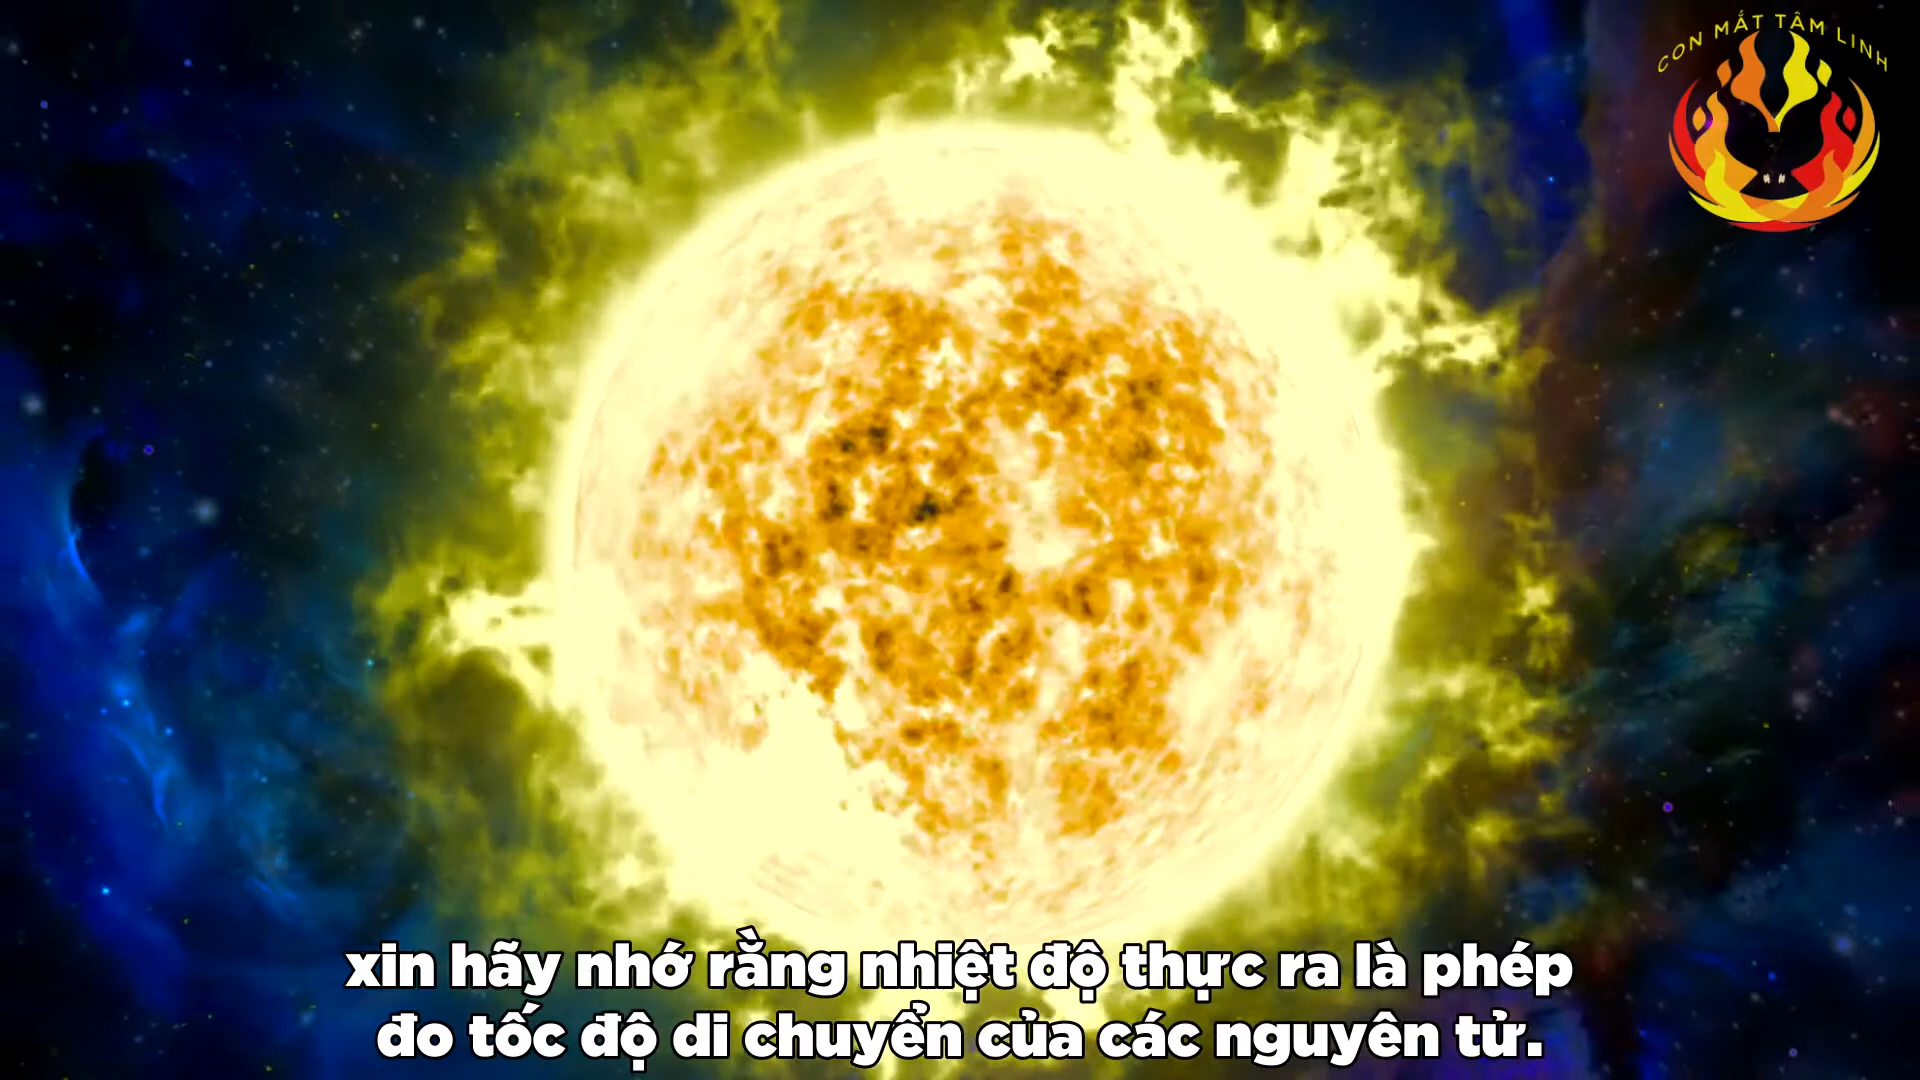 CON MẮT TÂM LINH
xin hãy nhớ rằng nhiệt độ thực ra là phép
đo tốc độ di chuyển của các nguyên tử.